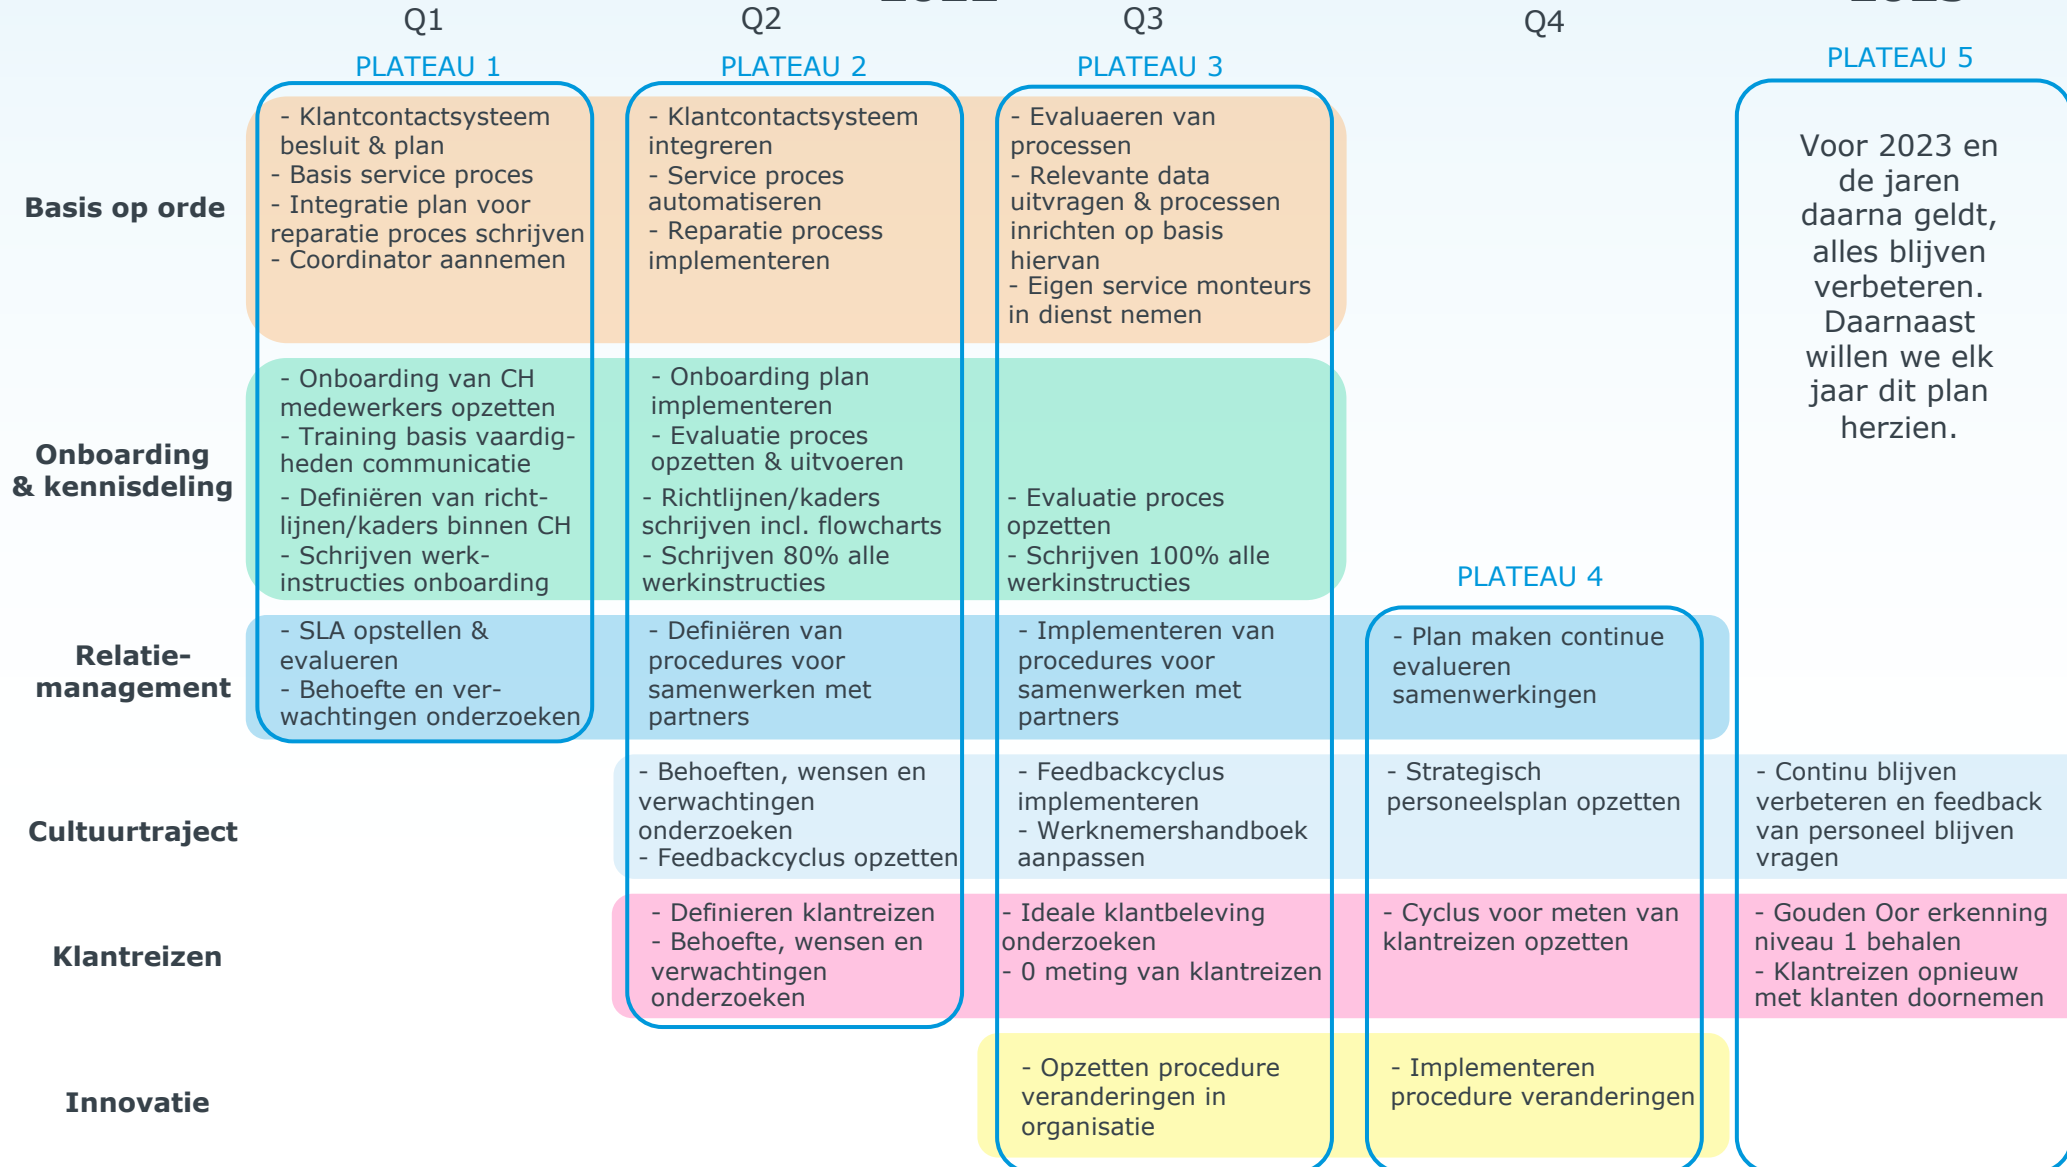 Q1
Q2
Q3
Q4
PLATEAU 1
PLATEAU 2
PLATEAU 3
PLATEAU 5
Basis op orde
- Klantcontactsysteem
besluit & plan
- Basis service proces
- Integratie plan voor
reparatie proces schrijven
- Coordinator aannemen
- Klantcontactsysteem
integreren
- Service proces
automatiseren
- Reparatie process
implementeren
- Evaluaeren van
processen
- Relevante data
uitvragen & processen
inrichten op basis
hiervan
- Eigen service monteurs
in dienst nemen
Voor 2023 en
de jaren
daarna geldt,
alles blijven
verbeteren.
Daarnaast
willen we elk
jaar dit plan
herzien.
Onboarding
& kennisdeling
- Onboarding van CH
medewerkers opzetten
- Training basis vaardig-
heden communicatie
- Definiëren van richt-
lijnen/kaders binnen CH
- Schrijven werk-
instructies onboarding
- Onboarding plan
implementeren
- Evaluatie proces
opzetten & uitvoeren
- Richtlijnen/kaders
schrijven incl. flowcharts
- Schrijven 80% alle
werkinstructies
- Evaluatie proces
opzetten
- Schrijven 100% alle
werkinstructies
PLATEAU 4
Relatie-
management
- SLA opstellen &
evalueren
- Behoefte en ver-
wachtingen onderzoeken
- Definiëren van
procedures voor
samenwerken met
partners
- Implementeren van
procedures voor
samenwerken met
partners
- Plan maken continue
evalueren
samenwerkingen
Cultuurtraject
- Behoeften, wensen en
verwachtingen
onderzoeken
- Feedbackcyclus opzetten
- Feedbackcyclus
implementeren
- Werknemershandboek
aanpassen
- Strategisch
personeelsplan opzetten
- Continu blijven
verbeteren en feedback
van personeel blijven
vragen
Klantreizen
- Definieren klantreizen
- Behoefte, wensen en
verwachtingen
onderzoeken
- Ideale klantbeleving
onderzoeken
- 0 meting van klantreizen
- Cyclus voor meten van
klantreizen opzetten
- Gouden Oor erkenning
niveau 1 behalen
- Klantreizen opnieuw
met klanten doornemen
Innovatie
- Opzetten procedure
veranderingen in
organisatie
- Implementeren
procedure veranderingen